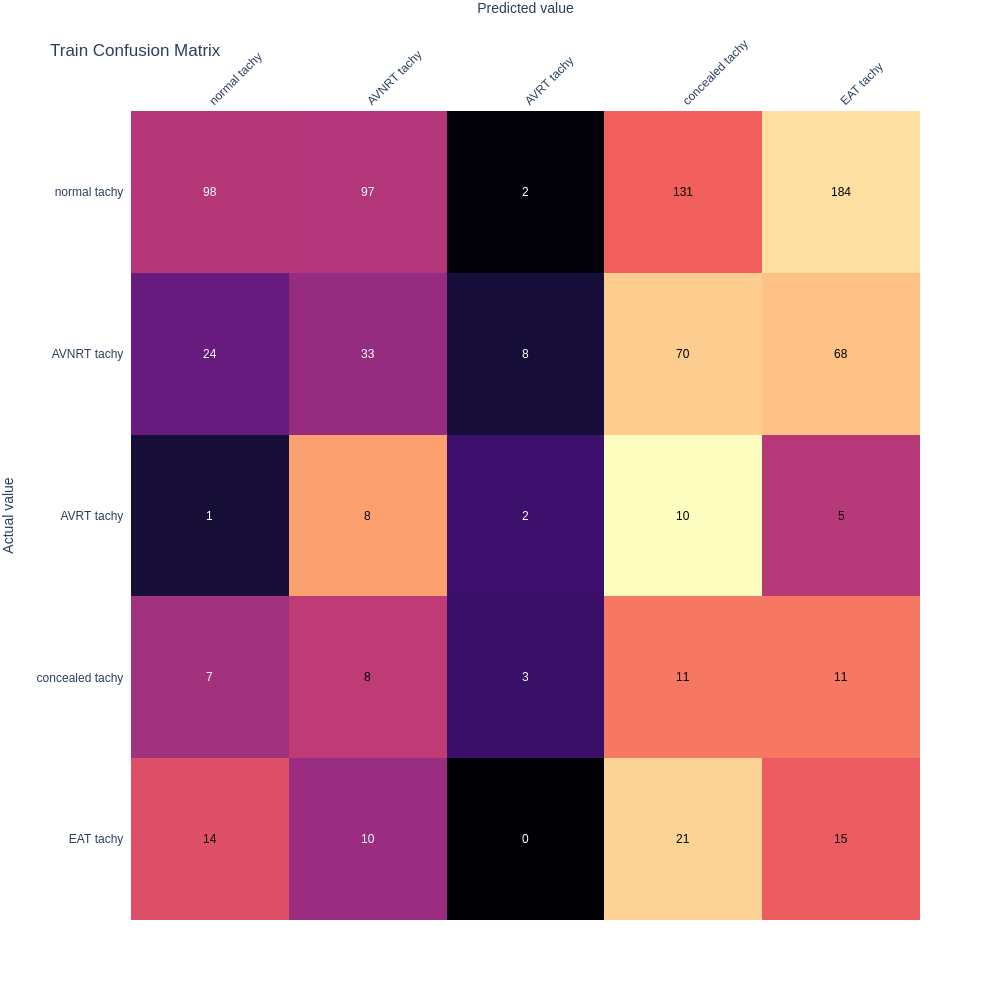 Predicted value
Train Confusion Matrix
normal tachy
AVNRT tachy
AVRT tachy
concealed tachy
EAT tachy
Actual value
normal tachy 98 97 2 131 184
AVNRT tachy 24 33 8 70 68
AVRT tachy 1 8 2 10 5
concealed tachy 7 8 3 11 11
EAT tachy 14 10 0 21 15